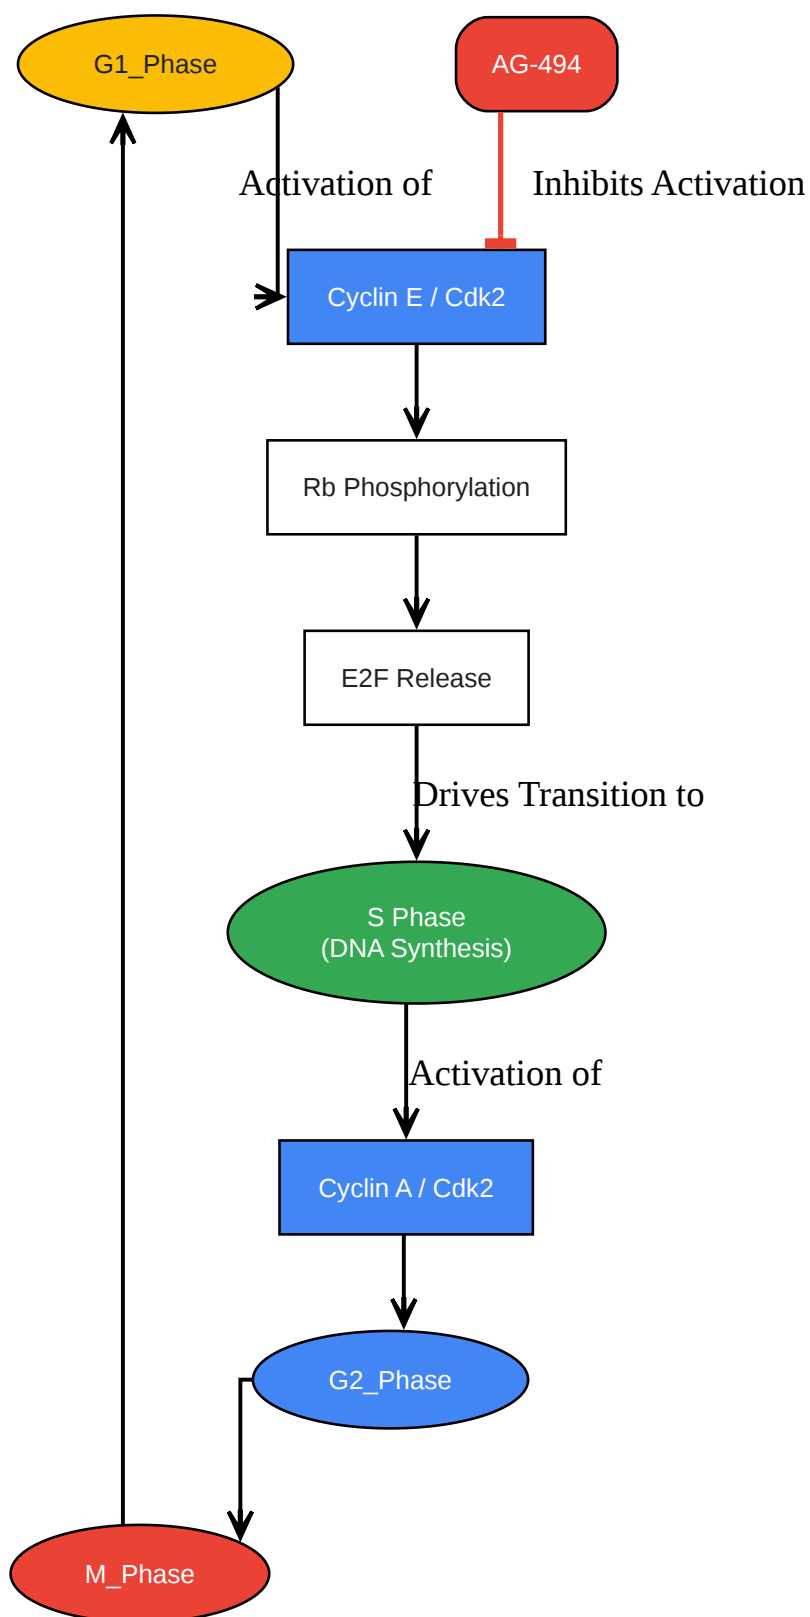 G1_Phase
AG-494
Activation of
Inhibits Activation
Cyclin E / Cdk2
Rb Phosphorylation
E2F Release
Drives Transition to
S Phase
(DNA Synthesis)
Activation of
Cyclin A / Cdk2
G2_Phase
M_Phase